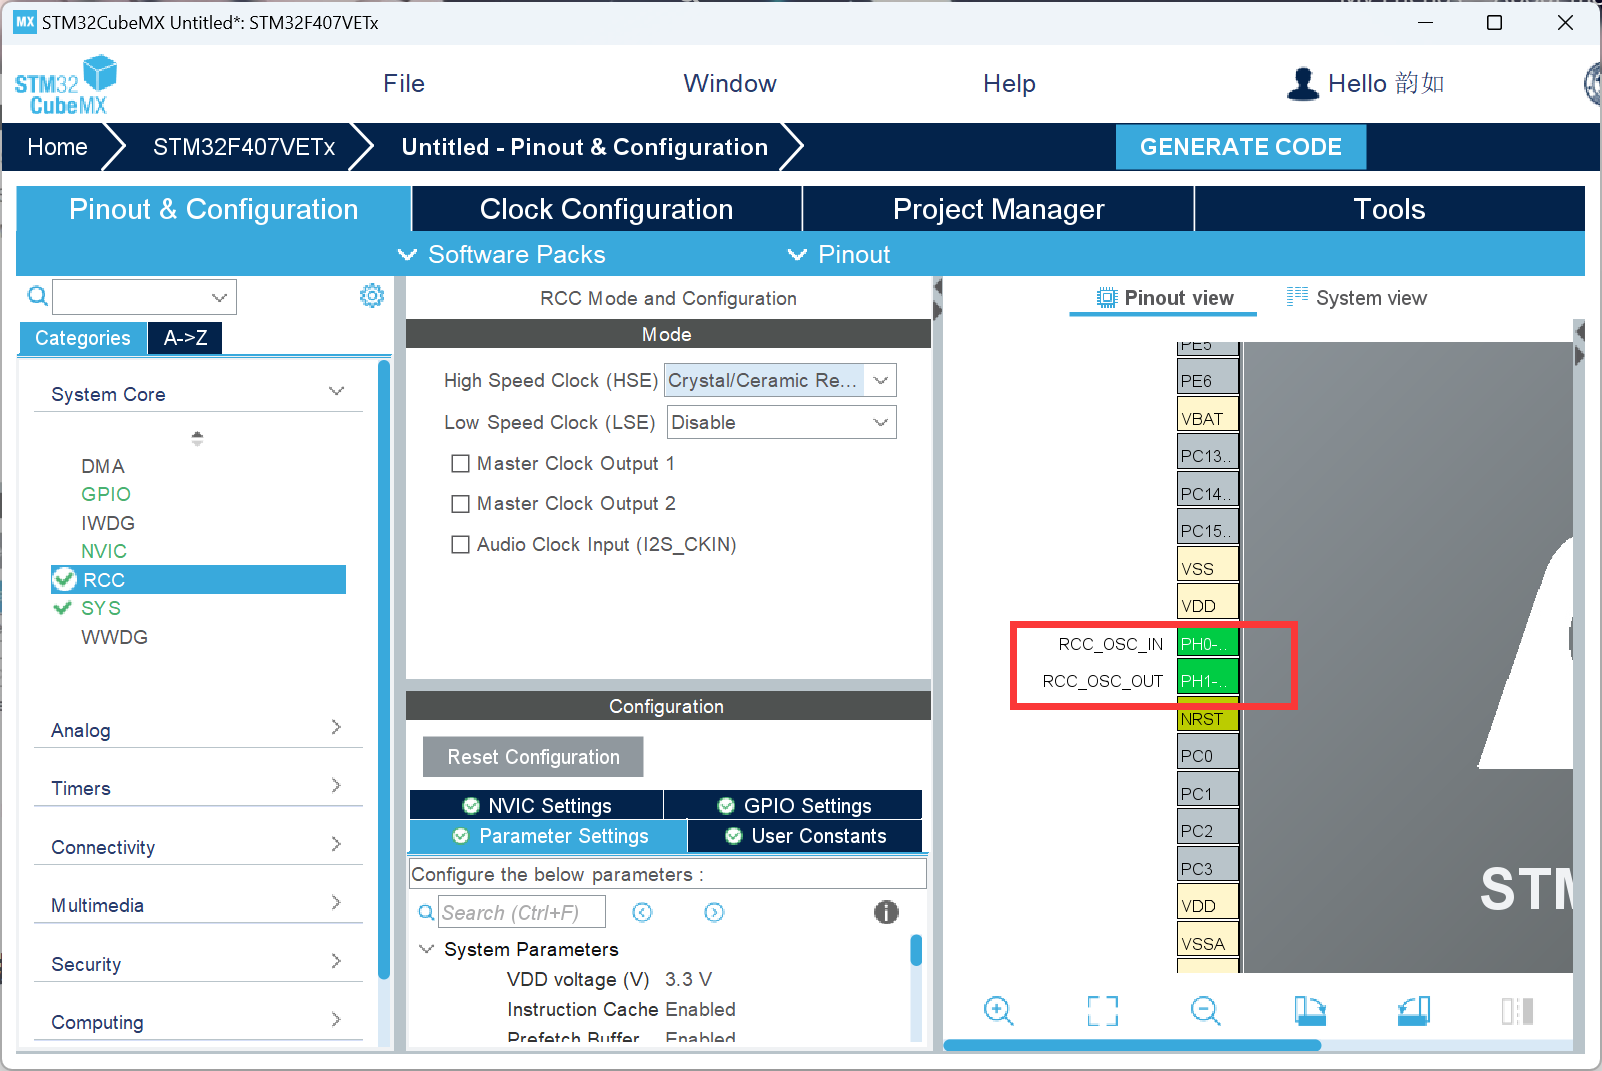 MX STM32CubeMX Untitled*: STM32F407VETx
STM32
CubeMX
File
Window
Help
Hello 韵如
Home
STM32F407VETx
Untitled - Pinout & Configuration
GENERATE CODE
Pinout & Configuration
Clock Configuration
Project Manager
Tools
Software Packs
Pinout
Categories
A->Z
System Core
DMA
GPIO
IWDG
NVIC
RCC
SYS
WWDG
Analog
Timers
Connectivity
Multimedia
Security
Computing
RCC Mode and Configuration
Mode
High Speed Clock (HSE) Crystal/Ceramic Re...
Low Speed Clock (LSE) Disable
Master Clock Output 1
Master Clock Output 2
Audio Clock Input (I2S_CKIN)
Configuration
Reset Configuration
NVIC Settings
GPIO Settings
Parameter Settings
User Constants
Configure the below parameters :
Search (Ctrl+F)
System Parameters
VDD voltage (V) 3.3 V
Instruction Cache Enabled
Prefetch Buffer Enabled
Pinout view
System view
PE5
PE6
VBAT
PC13..
PC14..
PC15..
VSS
VDD
RCC_OSC_IN PH0-..
RCC_OSC_OUT PH1-..
NRST
PC0
PC1
PC2
PC3
VDD
VSSA
STM